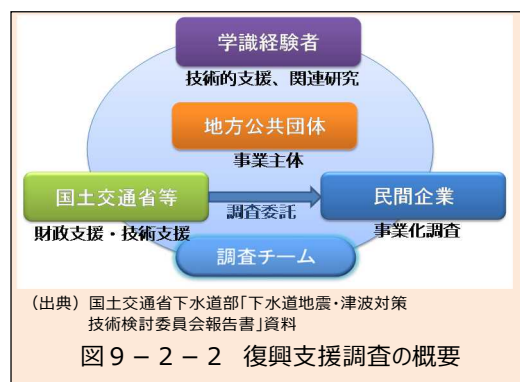 学識経験者
技術的支援、関連研究
地方公共団体
事業主体
国土交通省等
調査委託
民間企業
財政支援・技術支援
事業化調査
調査チーム
（出典）国土交通省下水道部「下水道地震・津波対策
技術検討委員会報告書」資料
図９－２－２　復興支援調査の概要